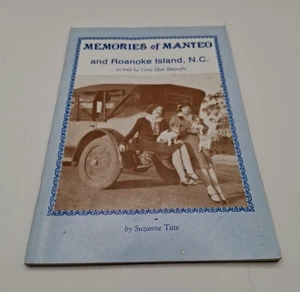 MEMORIES of MANTEO
and Roanoke Island, N.C.
as told by Cora Mae Basnight
by Suzanne Tate